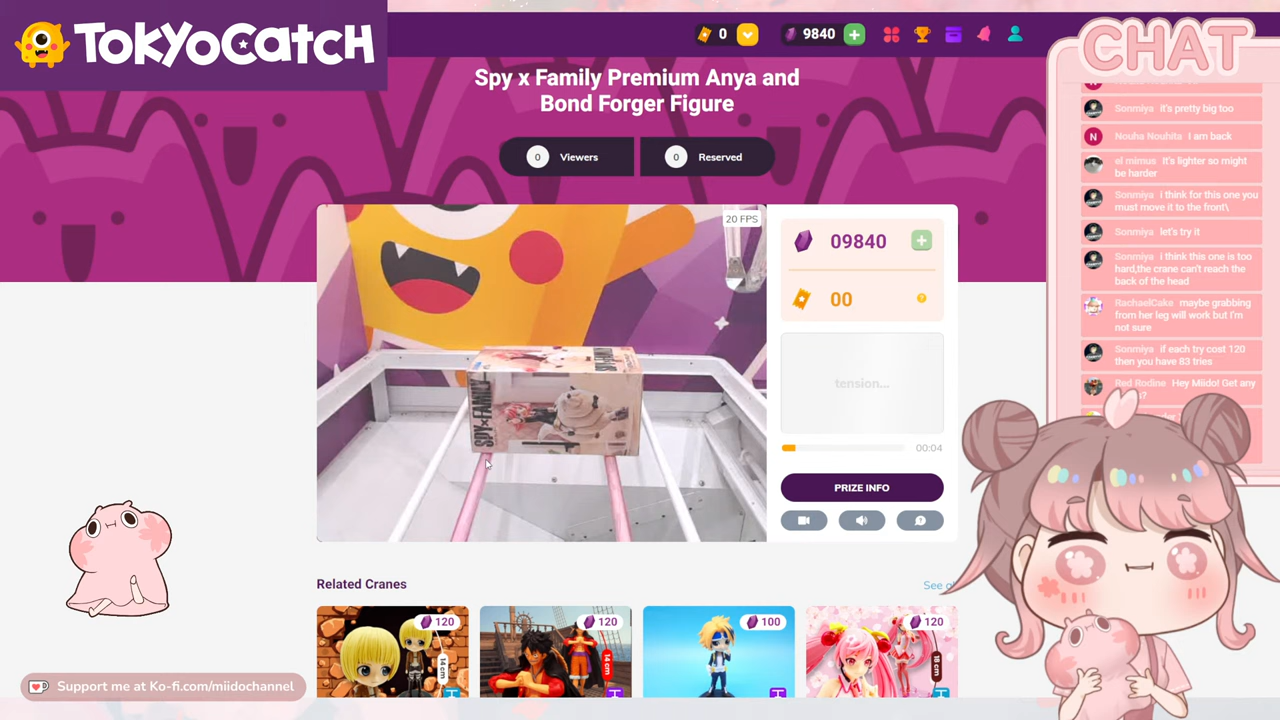 TOKYOCATCH
0
9840
CHAT
Spy x Family Premium Anya and
Bond Forger Figure
0 Viewers
0 Reserved
20 FPS
SPY×FAMILY
09840
00
?
tension...
00:04
PRIZE INFO
Sonmiya it's pretty big too
N Nouha Nouhita I am back
el mimus It's lighter so might
be harder
Sonmiya i think for this one you
must move it to the front\
Sonmiya let's try it
Sonmiya i think this one is too
hard,the crane can't reach the
back of the head
RachaelCake maybe grabbing
from her leg will work but I'm
not sure
Sonmiya if each try cost 120
then you have 83 tries
Red Rodine Hey Miido! Get any
Related Cranes
See
120
14 cm
120
14 cm
100
120
18 cm
Support me at Ko-fi.com/miidochannel